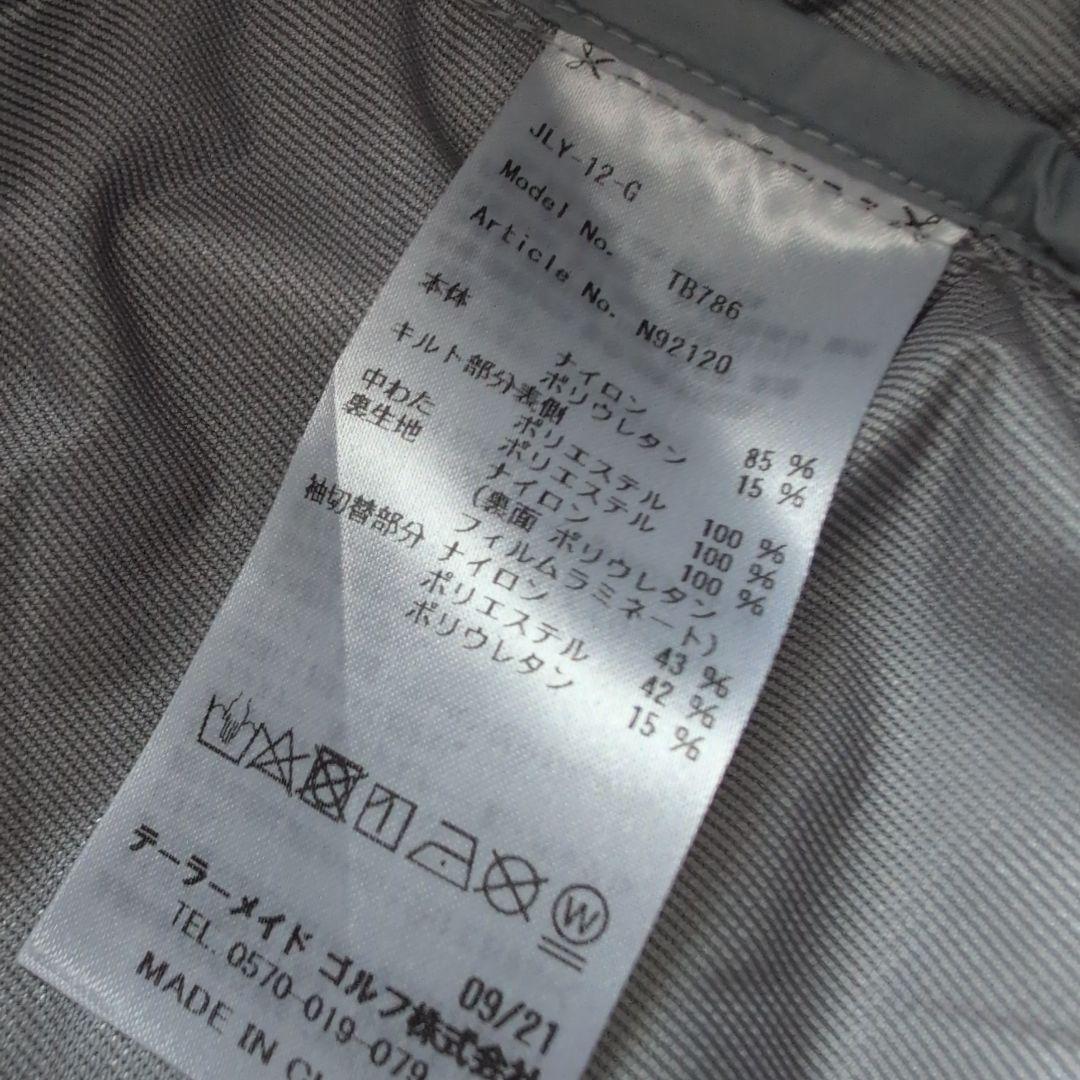 JLY-12-G
Model No. TB786
Article No. N92120
本体 ナイロン 85 %
ポリウレタン 15 %
キルト部分表側
ポリエステル 100 %
中わた ポリエステル 100 %
裏生地 ナイロン 100 %
(裏面 ポリウレタン
フィルムラミネート)
袖切替部分 ナイロン 43 %
ポリエステル 42 %
ポリウレタン 15 %
W
09/21
テーラーメイド ゴルフ株式会社
TEL. 0570-019-079
MADE IN